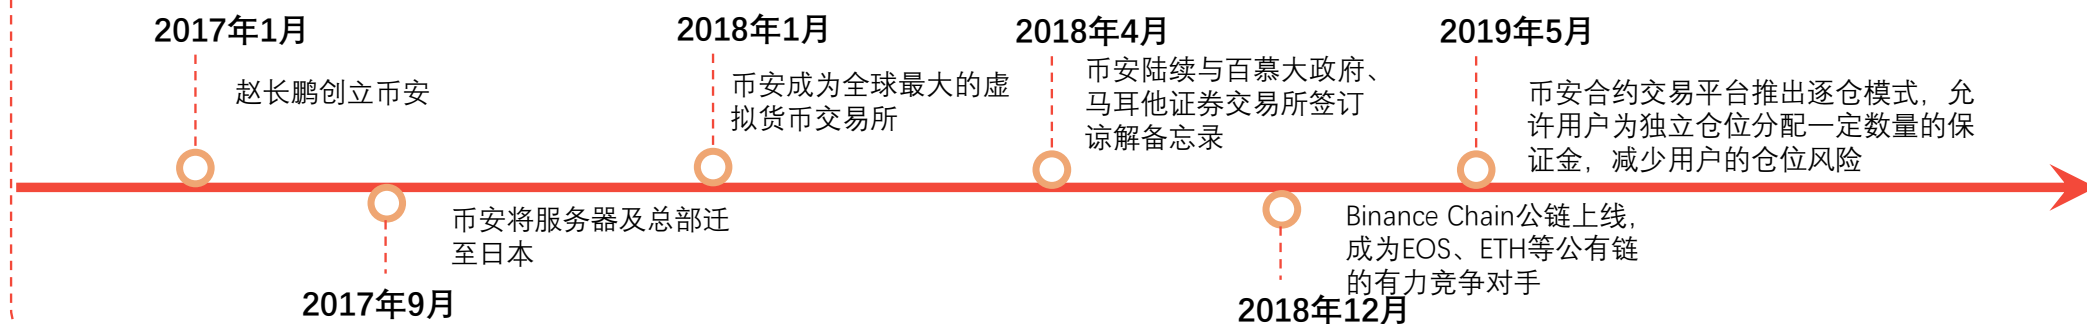 2017年1月
赵长鹏创立币安
2017年9月
币安将服务器及总部迁
至日本
2018年1月
币安成为全球最大的虚
拟货币交易所
2018年4月
币安陆续与百慕大政府、
马耳他证券交易所签订
谅解备忘录
2018年12月
Binance Chain公链上线，
成为EOS、ETH等公有链
的有力竞争对手
2019年5月
币安合约交易平台推出逐仓模式，允
许用户为独立仓位分配一定数量的保
证金，减少用户的仓位风险